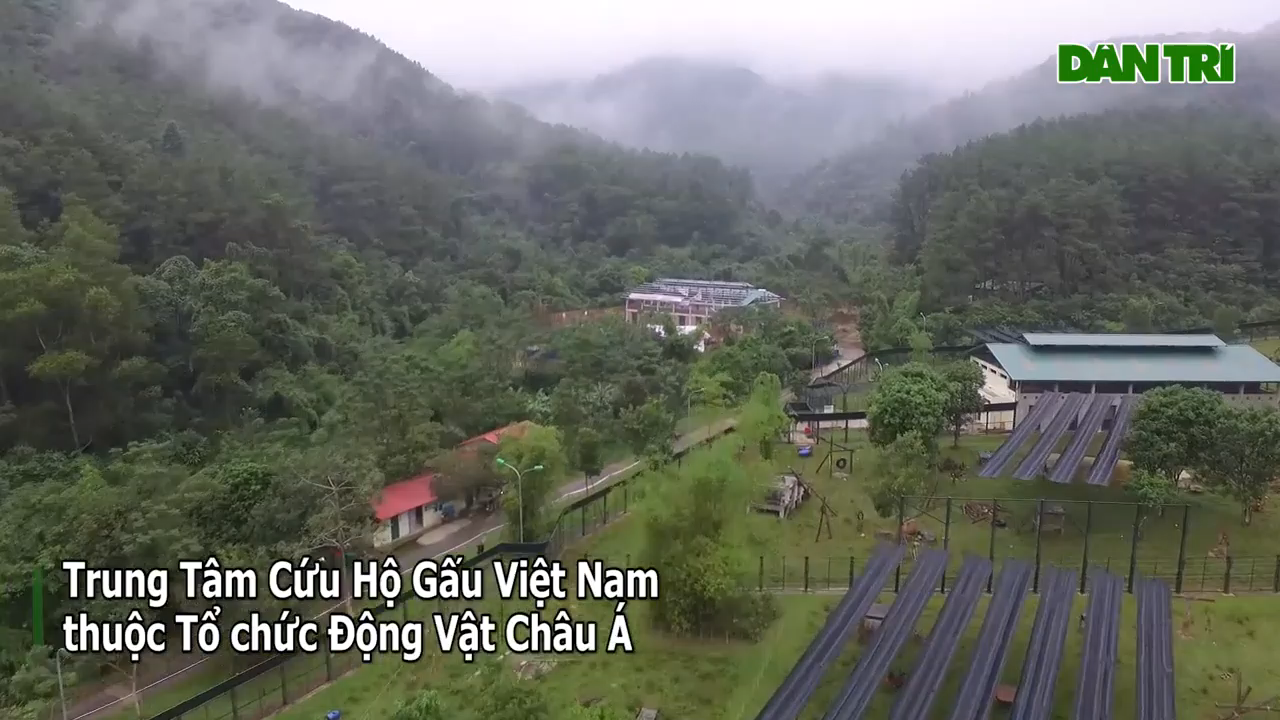 DÂN TRÍ
Trung Tâm Cứu Hộ Gấu Việt Nam
thuộc Tổ chức Động Vật Châu Á